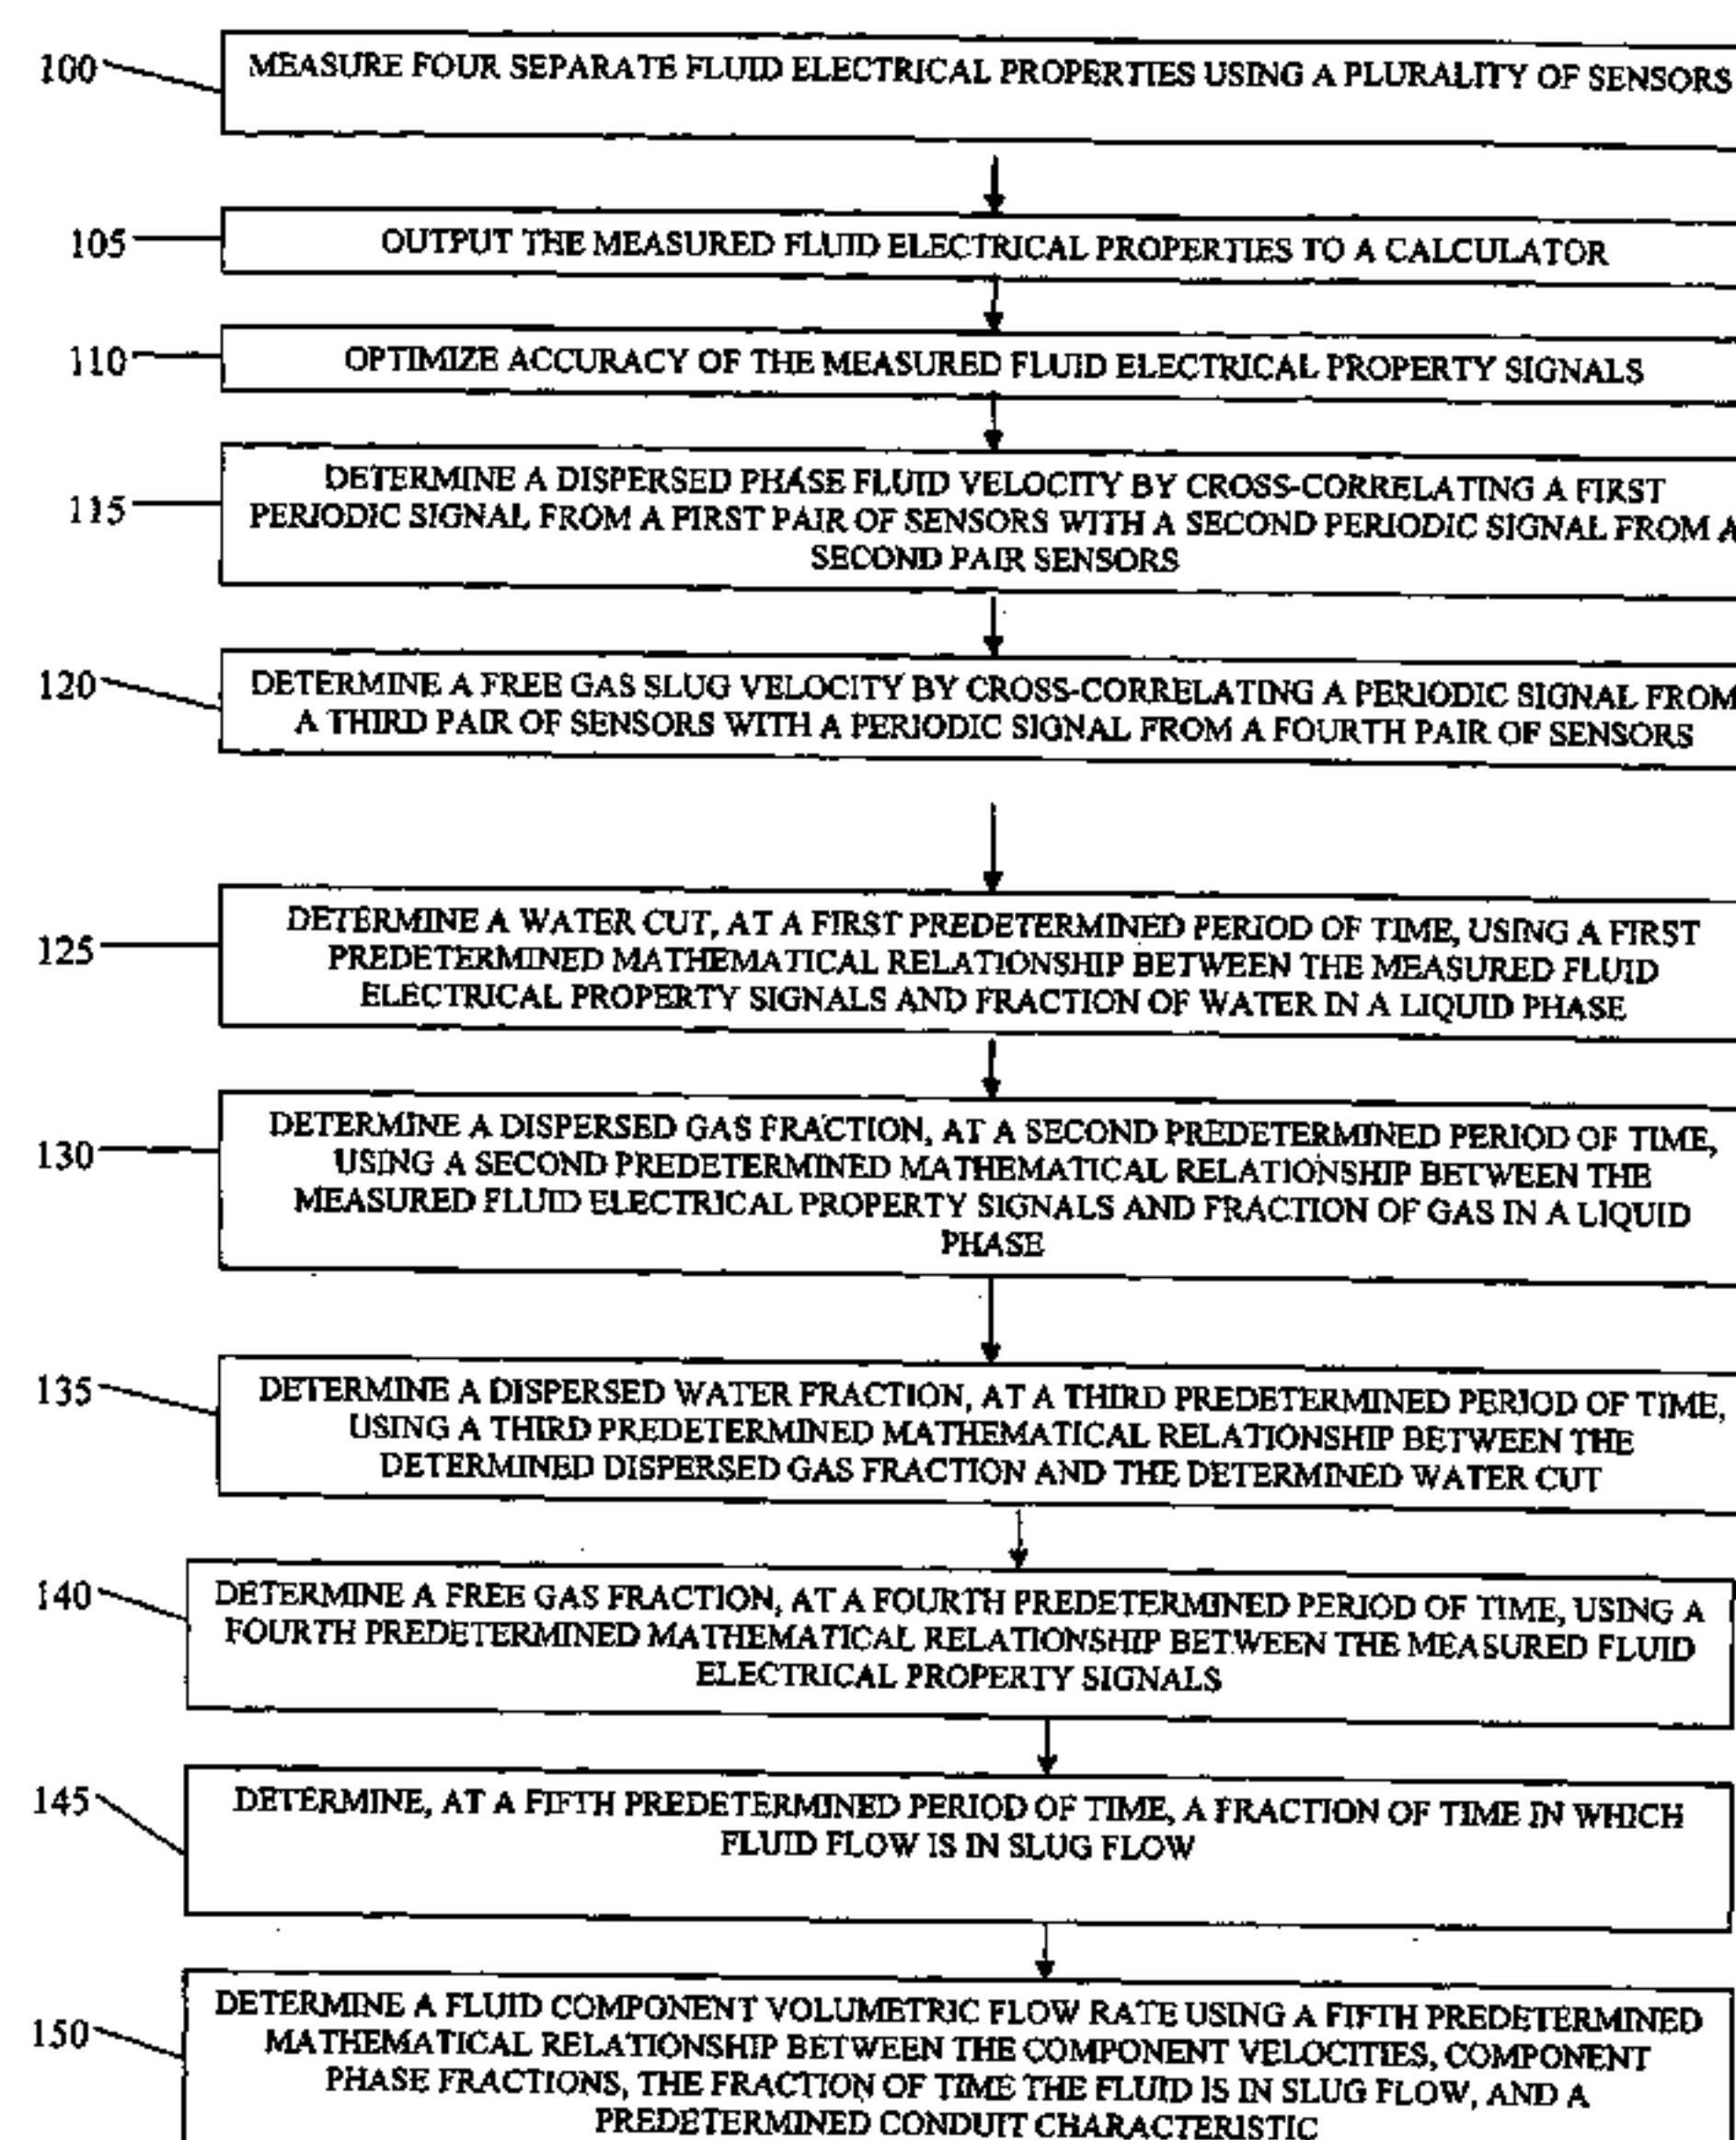 100
MEASURE FOUR SEPARATE FLUID ELECTRICAL PROPERTIES USING A PLURALITY OF SENSORS
105
OUTPUT THE MEASURED FLUID ELECTRICAL PROPERTIES TO A CALCULATOR
110
OPTIMIZE ACCURACY OF THE MEASURED FLUID ELECTRICAL PROPERTY SIGNALS
115
DETERMINE A DISPERSED PHASE FLUID VELOCITY BY CROSS-CORRELATING A FIRST
PERIODIC SIGNAL FROM A FIRST PAIR OF SENSORS WITH A SECOND PERIODIC SIGNAL FROM A
SECOND PAIR SENSORS
120
DETERMINE A FREE GAS SLUG VELOCITY BY CROSS-CORRELATING A PERIODIC SIGNAL FROM
A THIRD PAIR OF SENSORS WITH A PERIODIC SIGNAL FROM A FOURTH PAIR OF SENSORS
125
DETERMINE A WATER CUT, AT A FIRST PREDETERMINED PERIOD OF TIME, USING A FIRST
PREDETERMINED MATHEMATICAL RELATIONSHIP BETWEEN THE MEASURED FLUID
ELECTRICAL PROPERTY SIGNALS AND FRACTION OF WATER IN A LIQUID PHASE
130
DETERMINE A DISPERSED GAS FRACTION, AT A SECOND PREDETERMINED PERIOD OF TIME,
USING A SECOND PREDETERMINED MATHEMATICAL RELATIONSHIP BETWEEN THE
MEASURED FLUID ELECTRICAL PROPERTY SIGNALS AND FRACTION OF GAS IN A LIQUID
PHASE
135
DETERMINE A DISPERSED WATER FRACTION, AT A THIRD PREDETERMINED PERIOD OF TIME,
USING A THIRD PREDETERMINED MATHEMATICAL RELATIONSHIP BETWEEN THE
DETERMINED DISPERSED GAS FRACTION AND THE DETERMINED WATER CUT
140
DETERMINE A FREE GAS FRACTION, AT A FOURTH PREDETERMINED PERIOD OF TIME, USING A
FOURTH PREDETERMINED MATHEMATICAL RELATIONSHIP BETWEEN THE MEASURED FLUID
ELECTRICAL PROPERTY SIGNALS
145
DETERMINE, AT A FIFTH PREDETERMINED PERIOD OF TIME, A FRACTION OF TIME IN WHICH
FLUID FLOW IS IN SLUG FLOW
150
DETERMINE A FLUID COMPONENT VOLUMETRIC FLOW RATE USING A FIFTH PREDETERMINED
MATHEMATICAL RELATIONSHIP BETWEEN THE COMPONENT VELOCITIES, COMPONENT
PHASE FRACTIONS, THE FRACTION OF TIME THE FLUID IS IN SLUG FLOW, AND A
PREDETERMINED CONDUIT CHARACTERISTIC